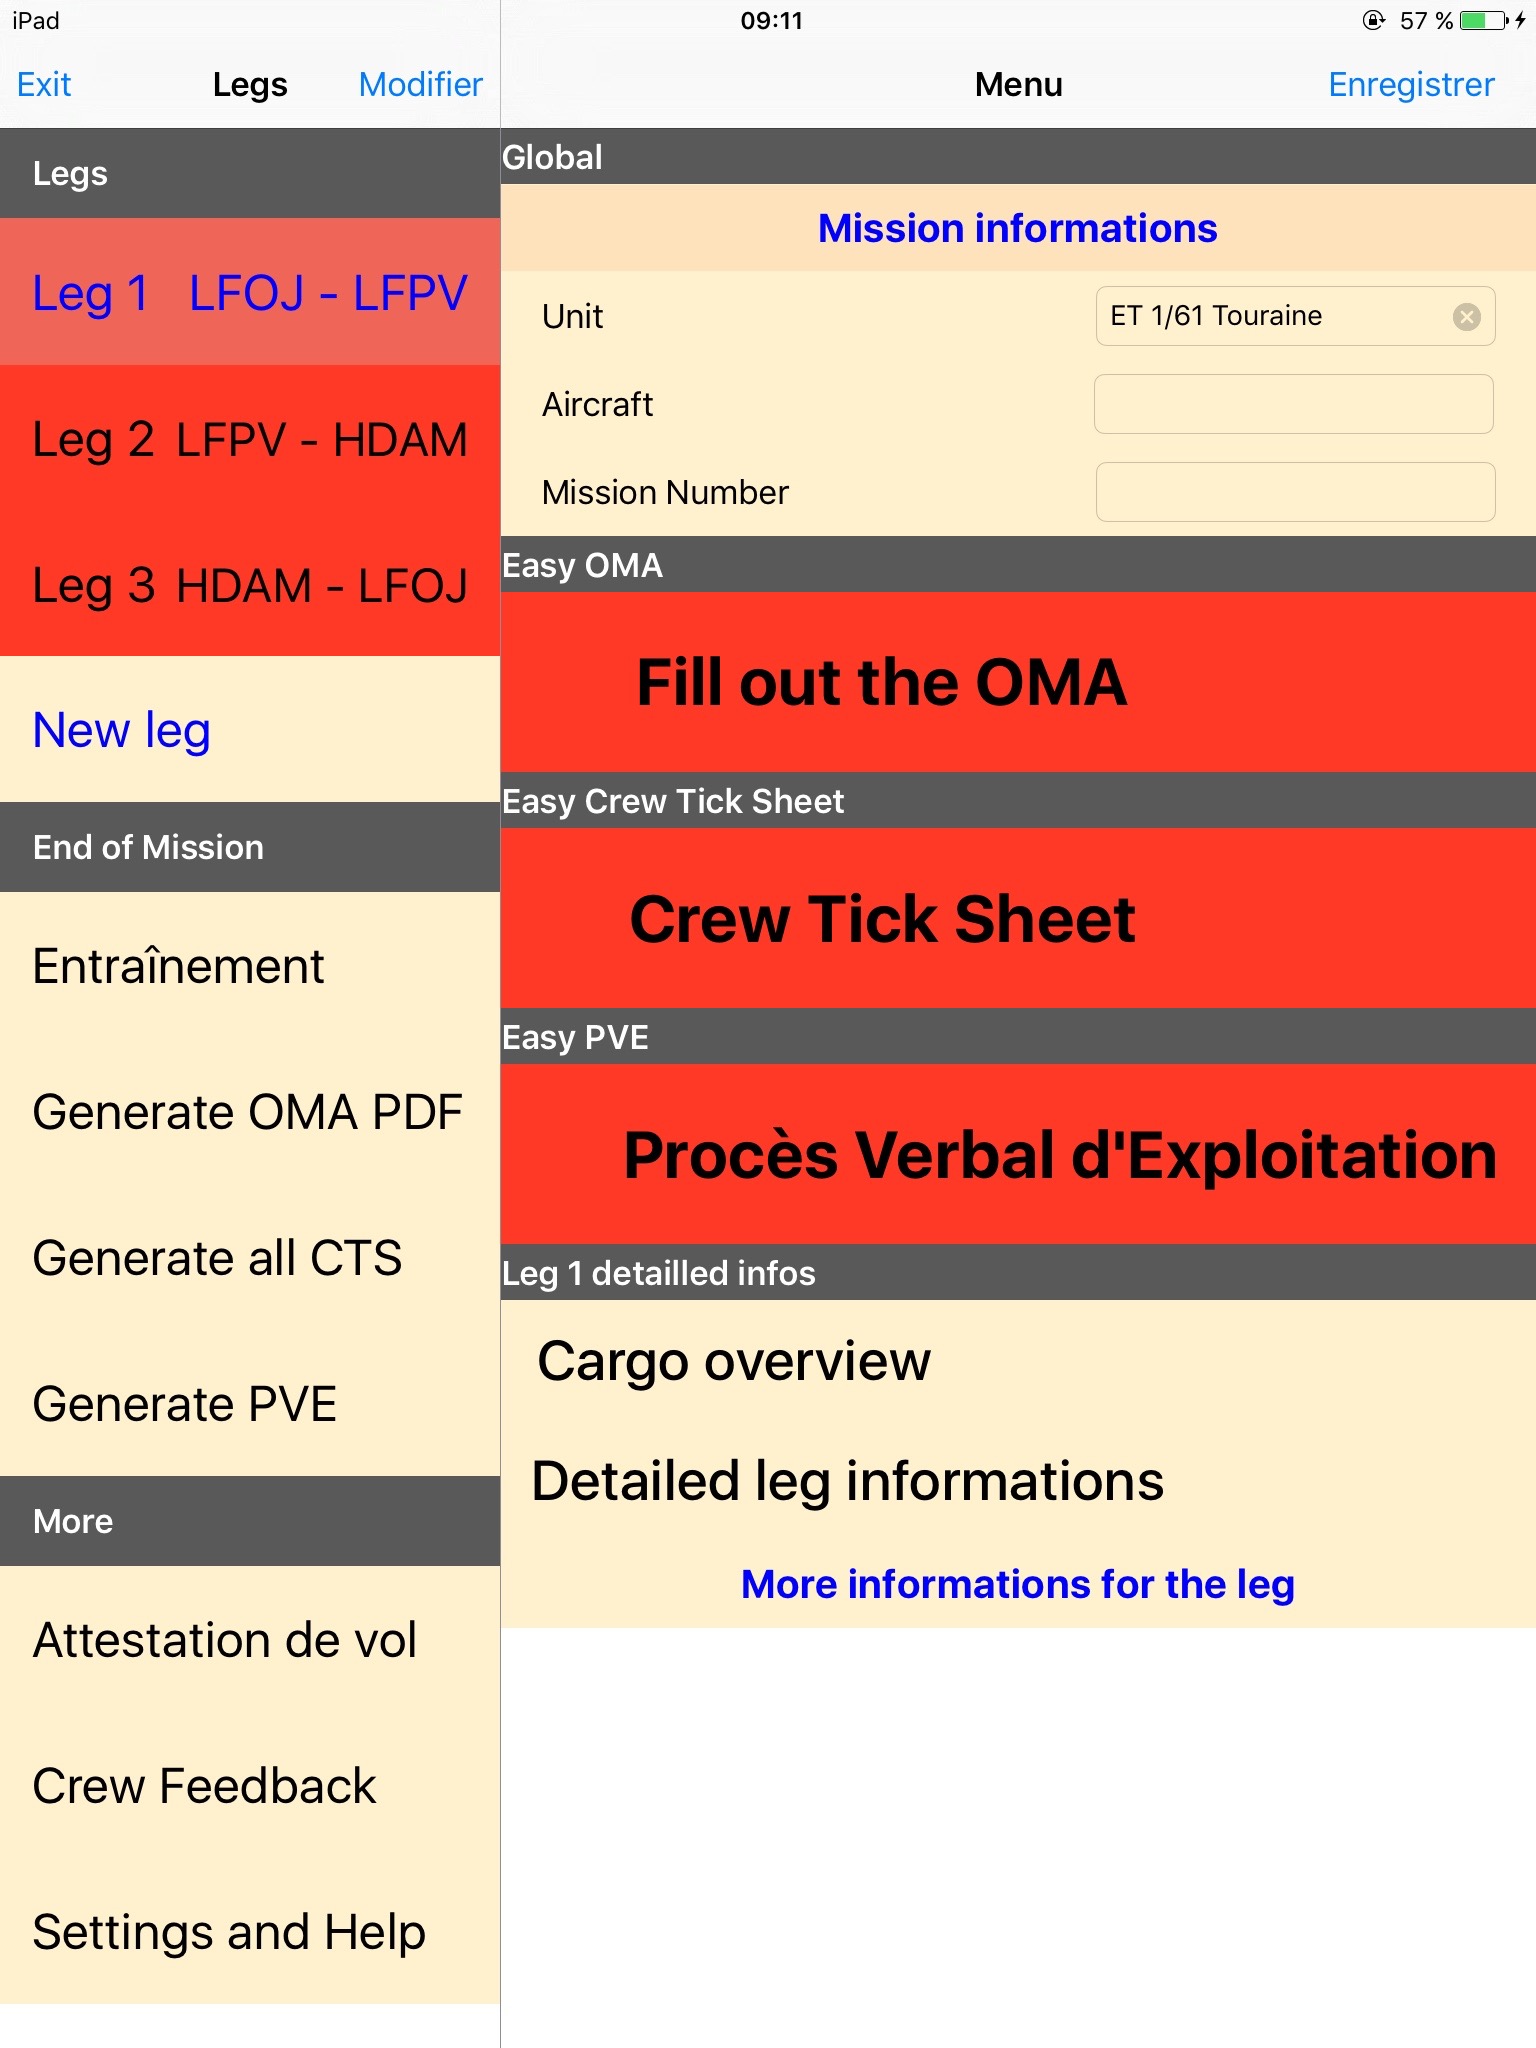 iPad
09:11
57 %
Exit
Legs
Modifier
Legs
Leg 1 LFOJ - LFPV
Leg 2 LFPV - HDAM
Leg 3 HDAM - LFOJ
New leg
End of Mission
Entraînement
Generate OMA PDF
Generate all CTS
Generate PVE
More
Attestation de vol
Crew Feedback
Settings and Help
Menu
Enregistrer
Global
Mission informations
Unit ET 1/61 Touraine
Aircraft
Mission Number
Easy OMA
Fill out the OMA
Easy Crew Tick Sheet
Crew Tick Sheet
Easy PVE
Procès Verbal d'Exploitation
Leg 1 detailled infos
Cargo overview
Detailed leg informations
More informations for the leg